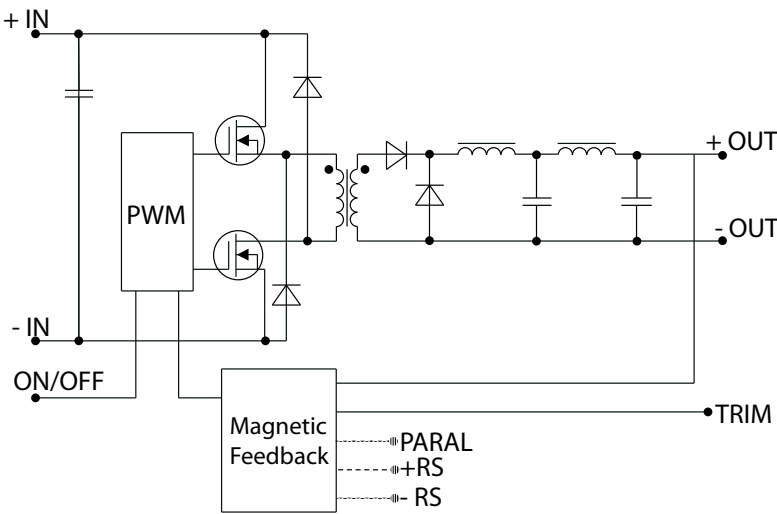 + IN
+ OUT
PWM
- OUT
- IN
ON/OFF
Magnetic
Feedback
TRIM
PARAL
+RS
- RS